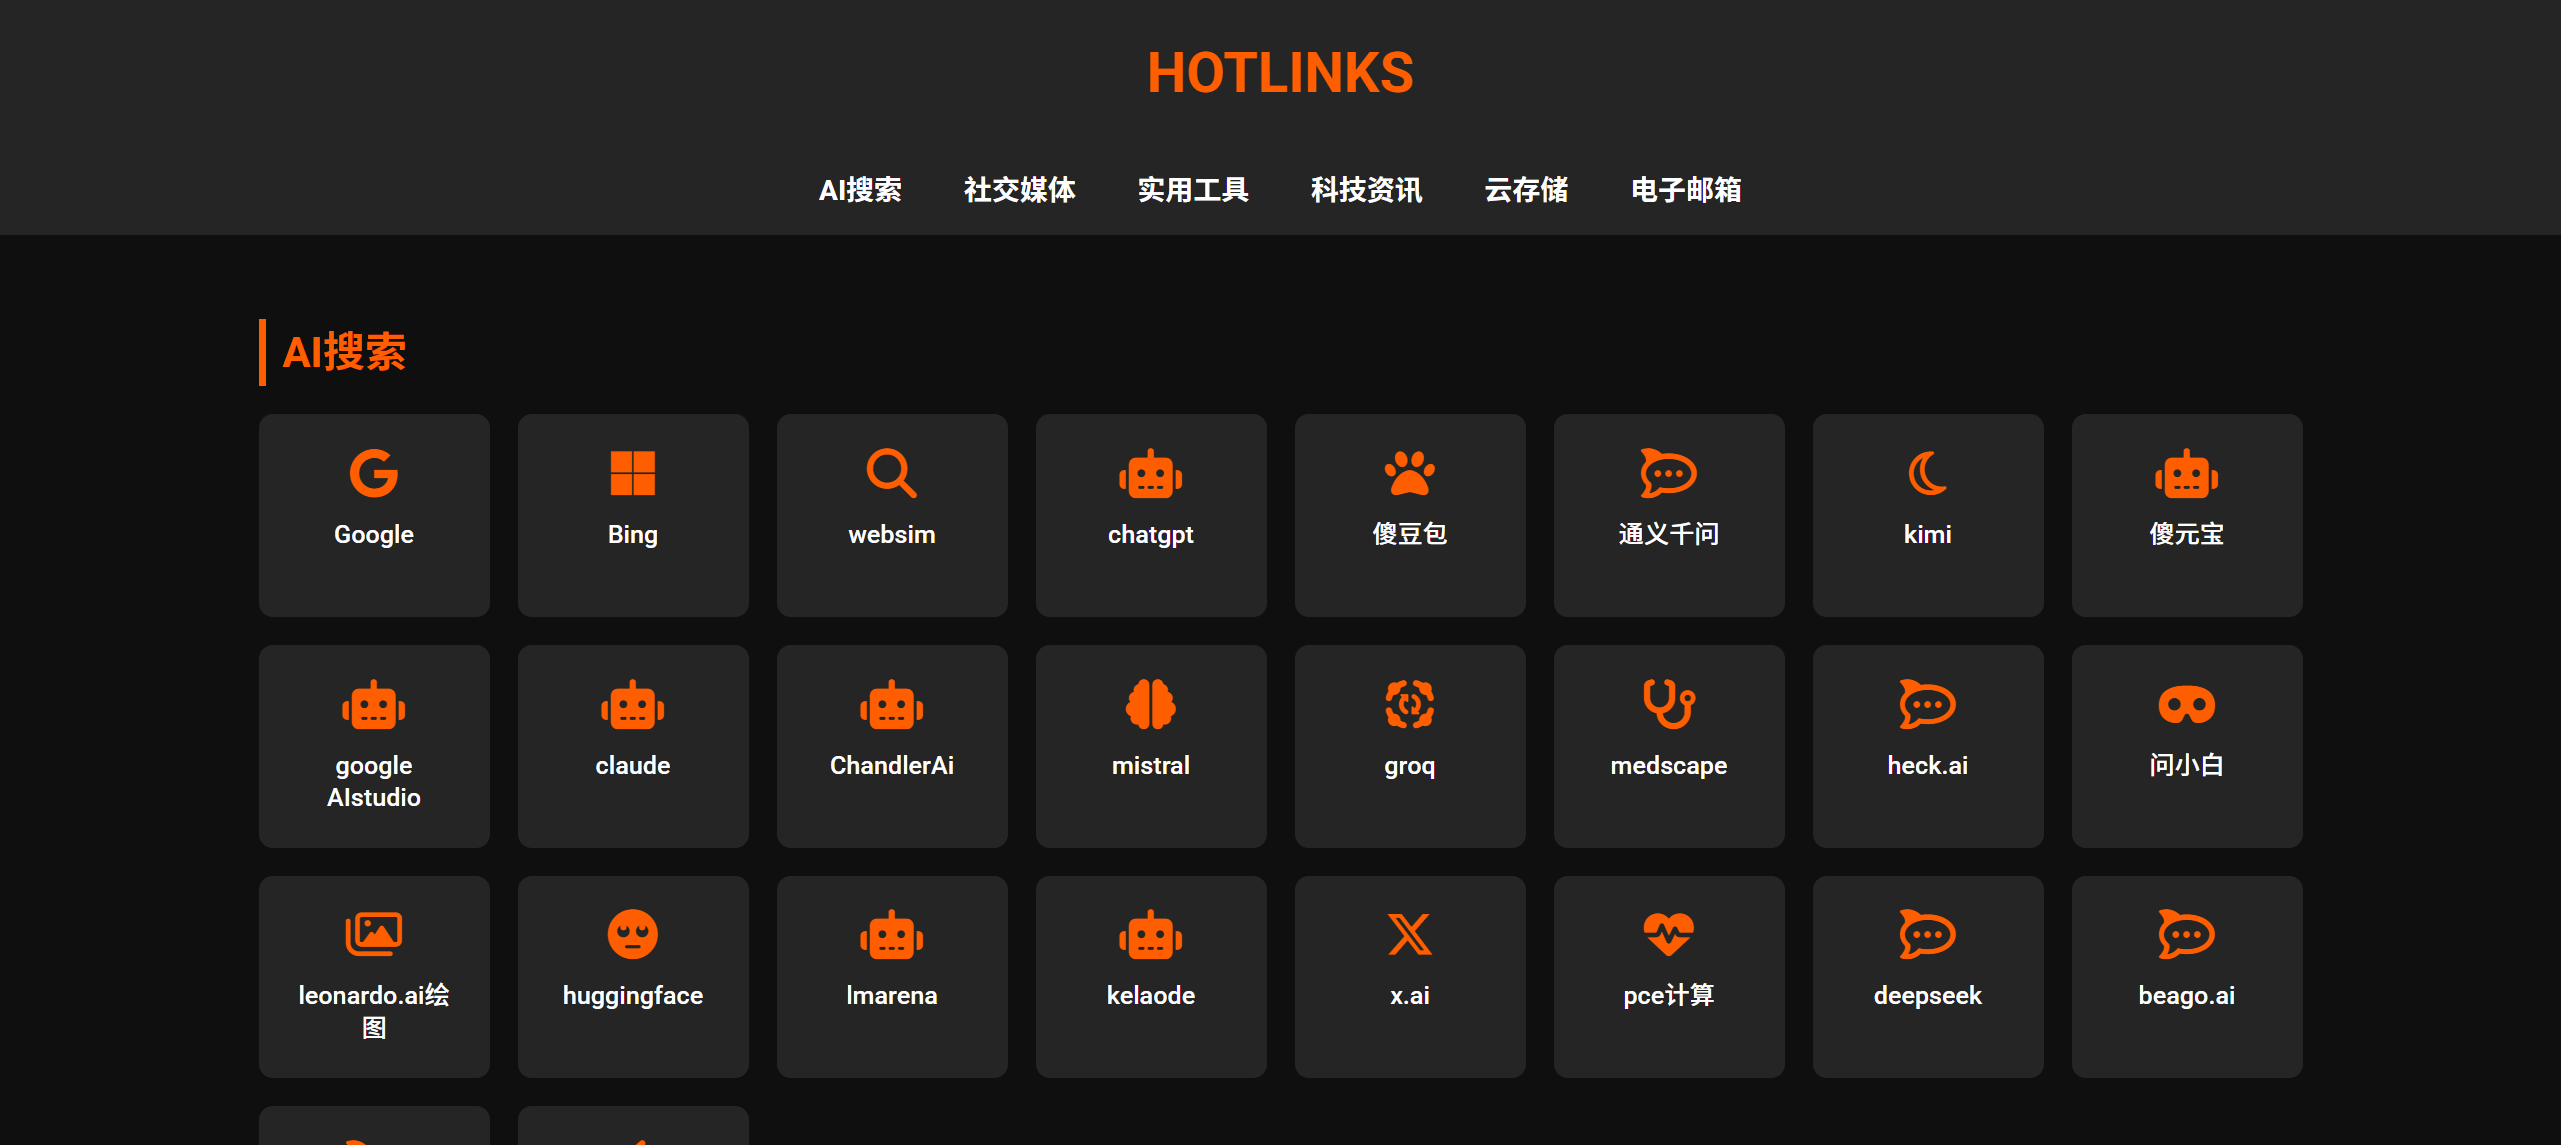 HOTLINKS
AI搜索 社交媒体 实用工具 科技资讯 云存储 电子邮箱
AI搜索
Google Bing websim chatgpt 傻豆包 通义千问 kimi 傻元宝
google claude ChandlerAi mistral groq medscape heck.ai 问小白
AIstudio
leonardo.ai绘 huggingface lmarena kelaode x.ai pce计算 deepseek beago.ai
图